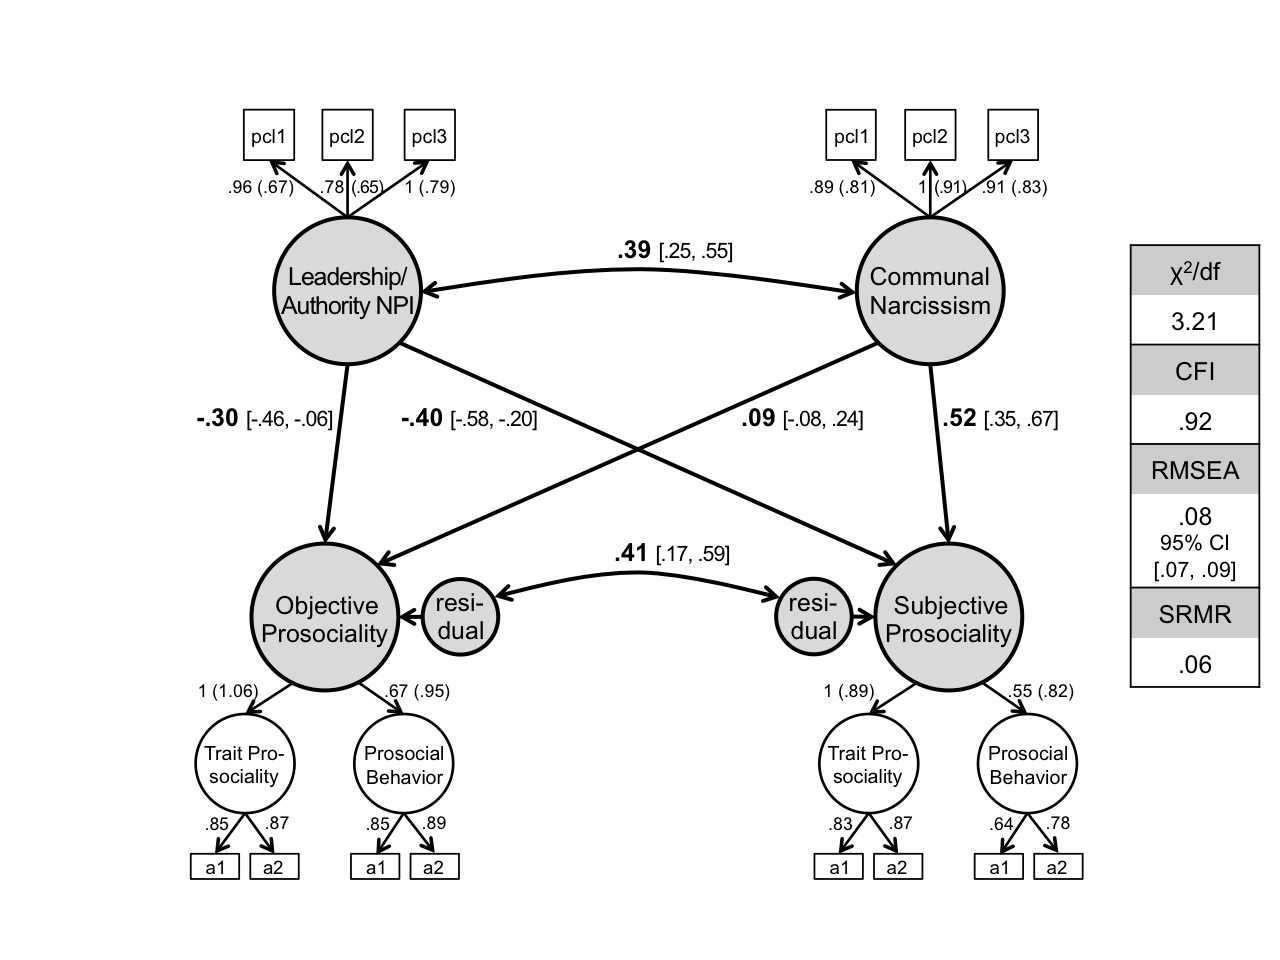 pcl1 pcl2 pcl3 pcl1 pcl2 pcl3
.96 (.67) .78 (.65) 1 (.79) .89 (.81) 1 (.91) .91 (.83)
.39 [.25, .55]
Leadership/
Authority NPI
Communal
Narcissism
-.30 [-.46, -.06] -.40 [-.58, -.20] .09 [-.08, .24] .52 [.35, .67]
.41 [.17, .59]
Objective
Prosociality
resi-
dual
resi-
dual
Subjective
Prosociality
1 (1.06) .67 (.95) 1 (.89) .55 (.82)
Trait Pro-
sociality
Prosocial
Behavior
Trait Pro-
sociality
Prosocial
Behavior
.85 .87 .85 .89 .83 .87 .64 .78
a1 a2 a1 a2 a1 a2 a1 a2
χ²/df
3.21
CFI
.92
RMSEA
.08
95% CI
[.07, .09]
SRMR
.06